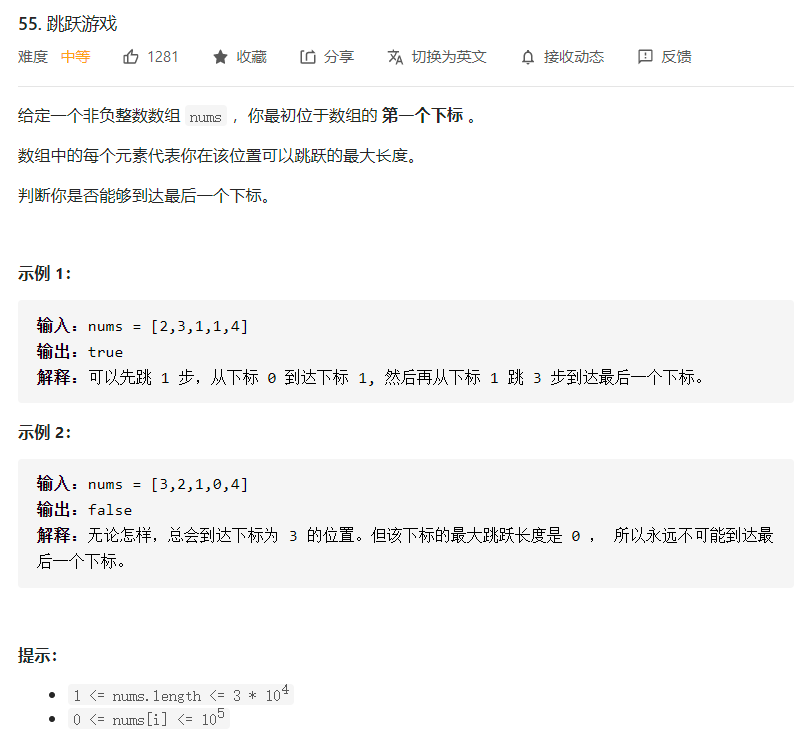 55. 跳跃游戏
难度 中等 1281 收藏 分享 切换为英文 接收动态 反馈
给定一个非负整数数组 nums ，你最初位于数组的 第一个下标 。
数组中的每个元素代表你在该位置可以跳跃的最大长度。
判断你是否能够到达最后一个下标。
示例 1：
输入：nums = [2,3,1,1,4]
输出：true
解释：可以先跳 1 步，从下标 0 到达下标 1, 然后再从下标 1 跳 3 步到达最后一个下标。
示例 2：
输入：nums = [3,2,1,0,4]
输出：false
解释：无论怎样，总会到达下标为 3 的位置。但该下标的最大跳跃长度是 0 ， 所以永远不可能到达最
后一个下标。
提示：
• 1 <= nums.length <= 3 * 10⁴
• 0 <= nums[i] <= 10⁵